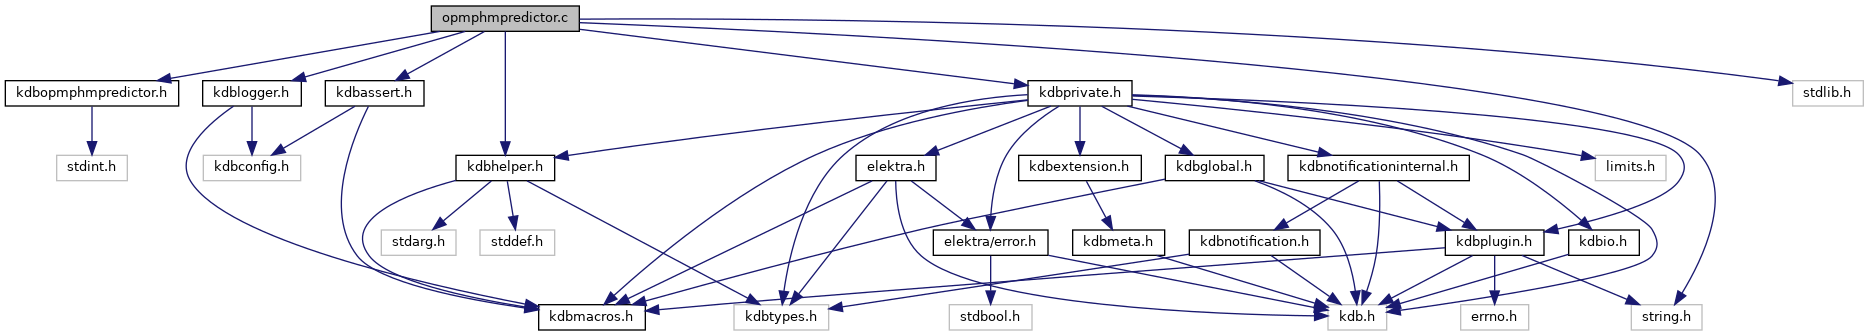 opmphmpredictor.c
kdbopmphmpredictor.h
kdblogger.h
kdbassert.h
kdbprivate.h
stdlib.h
stdint.h
kdbconfig.h
kdbhelper.h
elektra.h
kdbextension.h
kdbglobal.h
kdbnotificationinternal.h
limits.h
stdarg.h
stddef.h
elektra/error.h
kdbmeta.h
kdbnotification.h
kdbplugin.h
kdbio.h
kdbmacros.h
kdbtypes.h
stdbool.h
kdb.h
errno.h
string.h